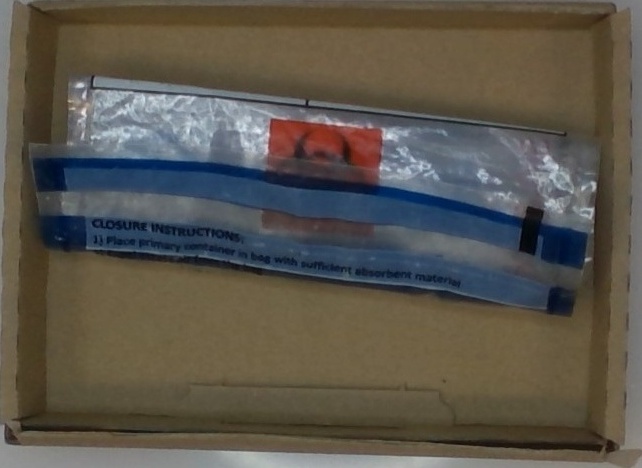 CLOSURE INSTRUCTIONS:
1) Place primary container in bag with sufficient absorbent material